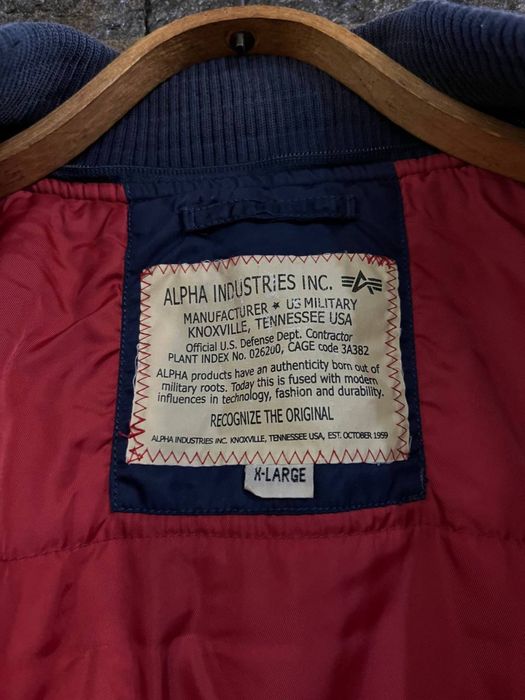 ALPHA INDUSTRIES INC.
MANUFACTURER ★ US MILITARY
KNOXVILLE, TENNESSEE USA
Official U.S. Defense Dept. Contractor
PLANT INDEX No. 026200, CAGE code 3A382
ALPHA products have an authenticity born out of
military roots. Today this is fused with modern
influences in technology, fashion and durability.
RECOGNIZE THE ORIGINAL
ALPHA INDUSTRIES INC. KNOXVILLE, TENNESSEE USA, EST. OCTOBER 1959
X-LARGE